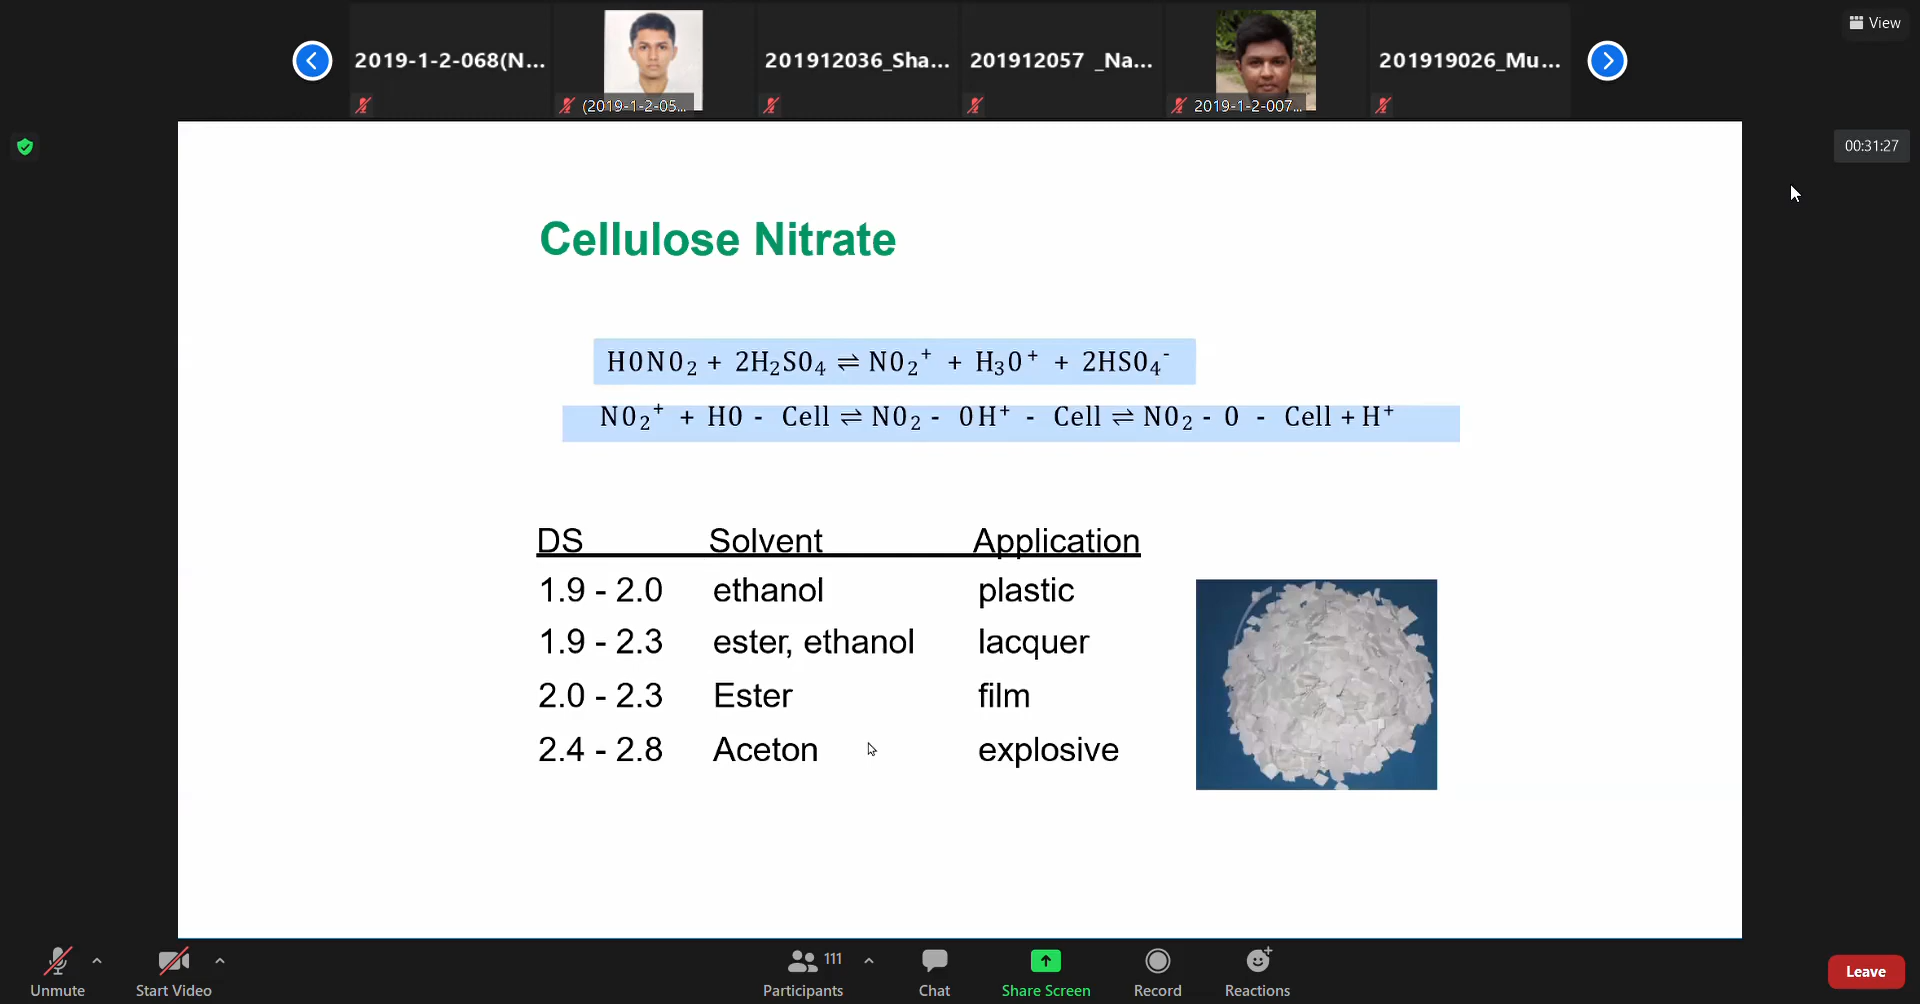 View
2019-1-2-068(N...
(2019-1-2-05...
201912036_Sha...
201912057 _Na...
2019-1-2-007...
201919026_Mu...
00:31:27
Cellulose Nitrate
HONO₂ + 2H₂SO₄ ⇌ NO₂⁺ + H₃O⁺ + 2HSO₄⁻
NO₂⁺ + HO - Cell ⇌ NO₂ - OH⁺ - Cell ⇌ NO₂ - O - Cell + H⁺
DS Solvent Application
1.9 - 2.0 ethanol plastic
1.9 - 2.3 ester, ethanol lacquer
2.0 - 2.3 Ester film
2.4 - 2.8 Aceton explosive
Unmute
Start Video
111
Participants
Chat
Share Screen
Record
Reactions
Leave